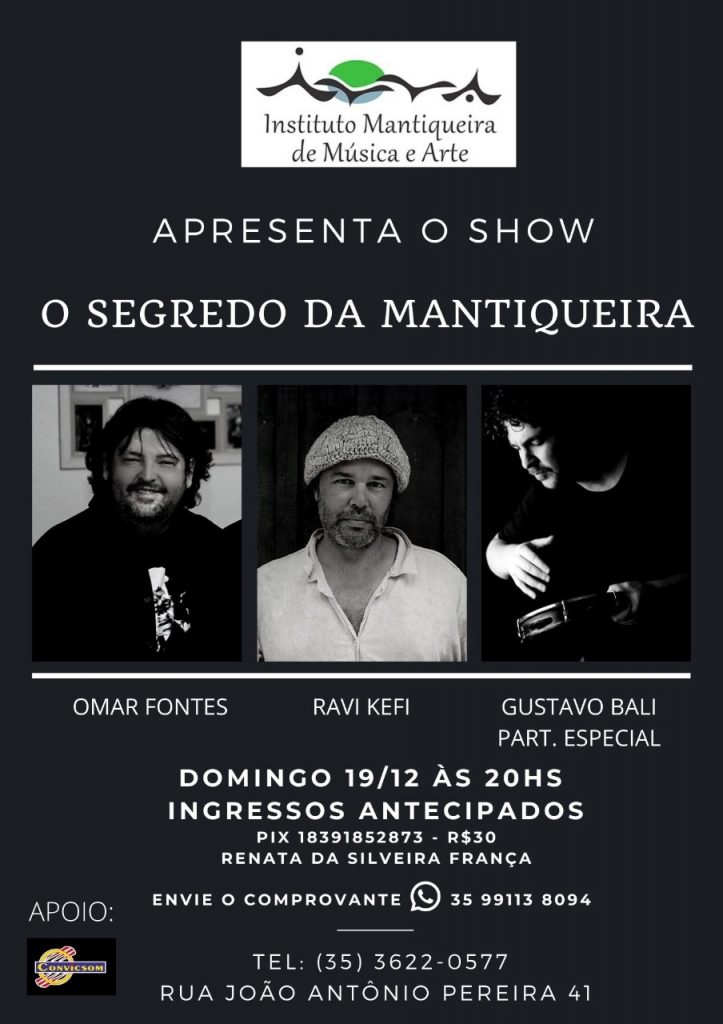 imma
Instituto Mantiqueira
de Música e Arte
APRESENTA O SHOW
O SEGREDO DA MANTIQUEIRA
OMAR FONTES
RAVI KEFI
GUSTAVO BALI
PART. ESPECIAL
DOMINGO 19/12 ÀS 20HS
INGRESSOS ANTECIPADOS
PIX 18391852873 - R$30
RENATA DA SILVEIRA FRANÇA
ENVIE O COMPROVANTE 35 99113 8094
APOIO:
CONVICSOM
TEL: (35) 3622-0577
RUA JOÃO ANTÔNIO PEREIRA 41